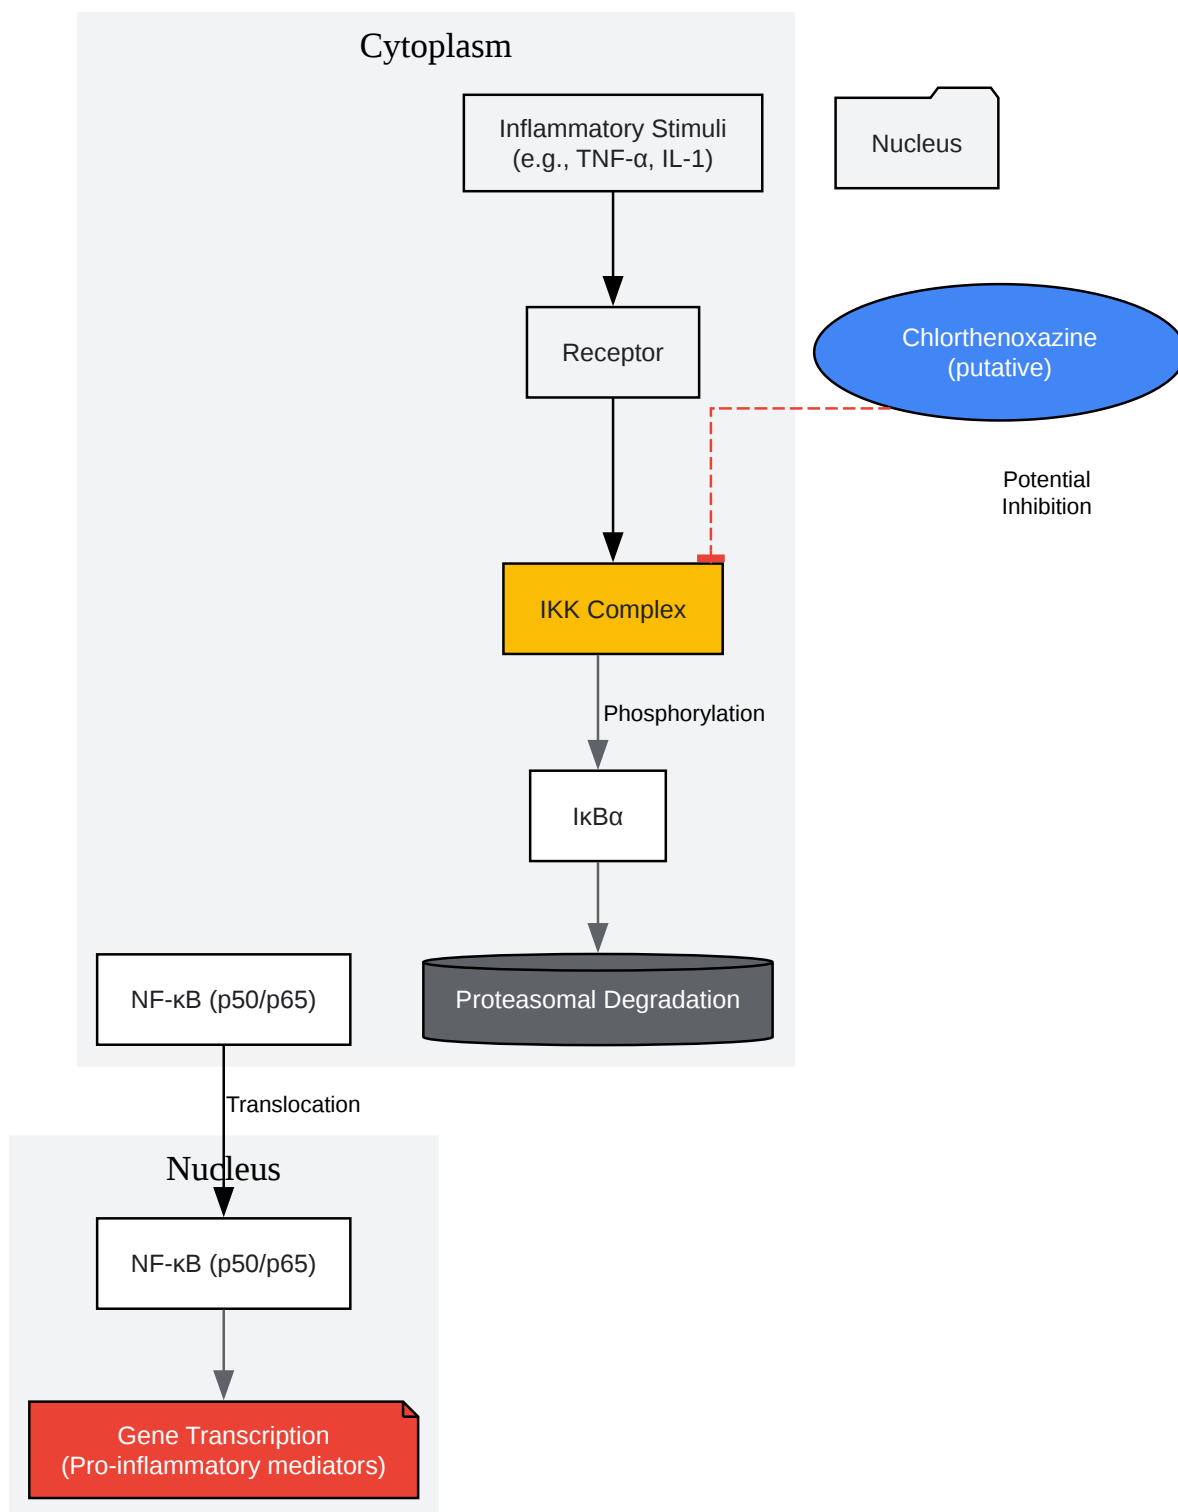 Cytoplasm
Inflammatory Stimuli
(e.g., TNF-α, IL-1)
Nucleus
Receptor
Chlorthenoxazine
(putative)
Potential
Inhibition
IKK Complex
Phosphorylation
IκBα
NF-κB (p50/p65)
Proteasomal Degradation
Translocation
Nucleus
NF-κB (p50/p65)
Gene Transcription
(Pro-inflammatory mediators)